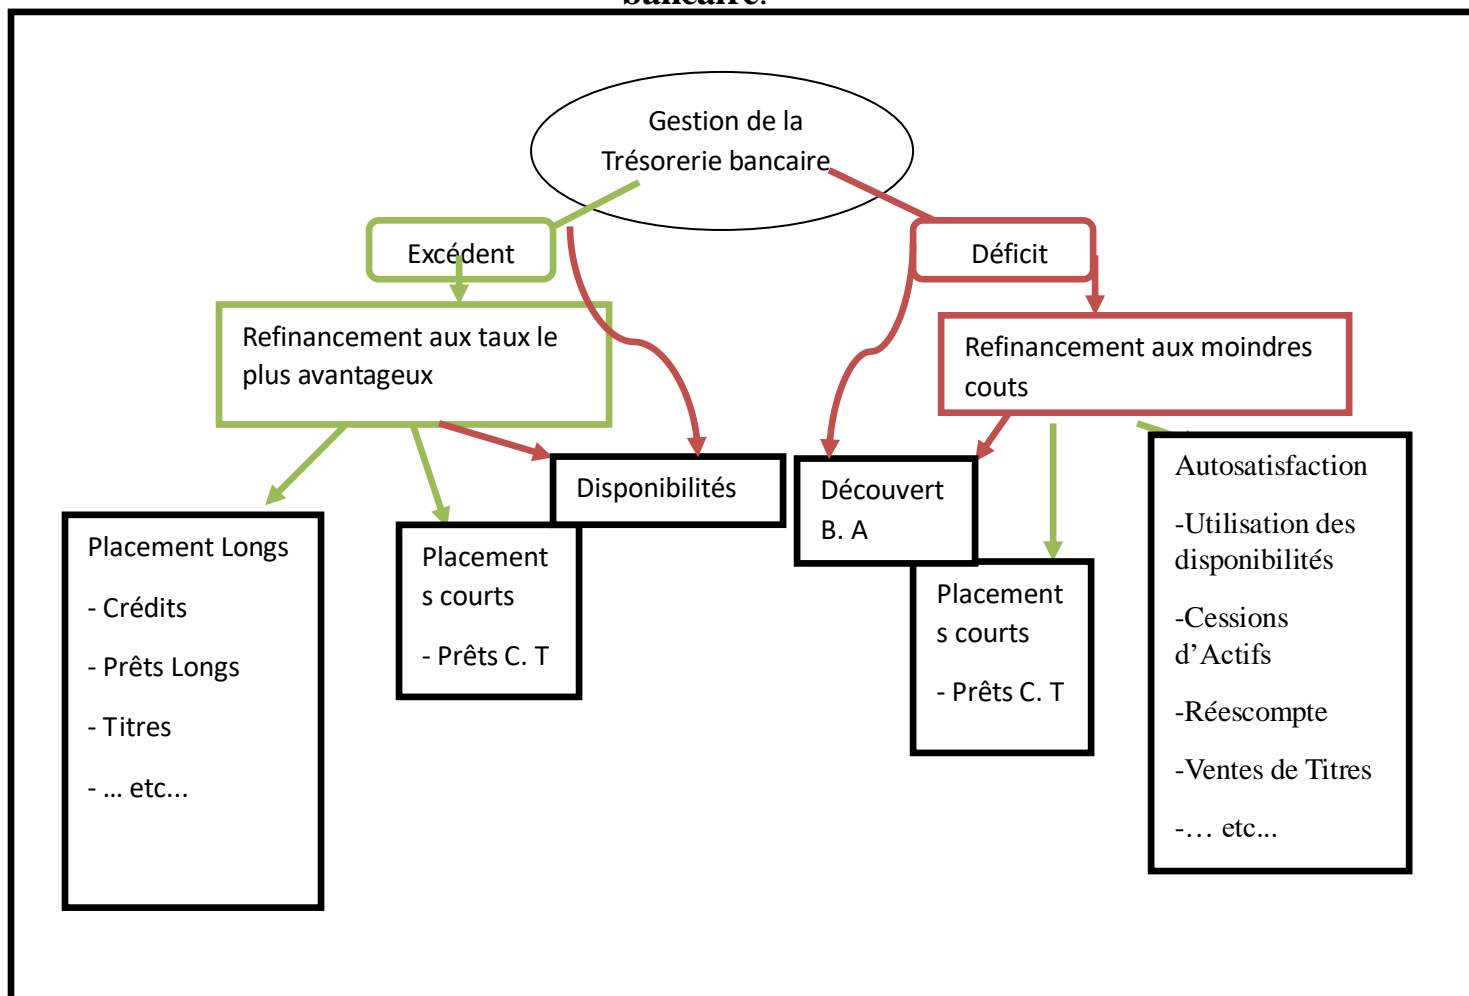 bancaire.
Gestion de la
Trésorerie bancaire
Excédent
Déficit
Refinancement aux taux le
plus avantageux
Refinancement aux moindres
couts
Placement Longs
- Crédits
- Prêts Longs
- Titres
- ... etc...
Placement
s courts
- Prêts C. T
Disponibilités
Découvert
B. A
Placement
s courts
- Prêts C. T
Autosatisfaction
-Utilisation des
disponibilités
-Cessions
d’Actifs
-Réescompte
-Ventes de Titres
-… etc...